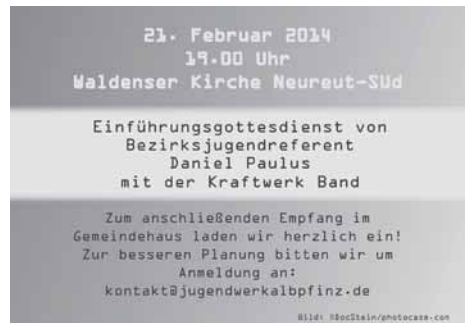 21. Februar 2014
19.00 Uhr
Waldenser Kirche Neureut-Süd
Einführungsgottesdienst von
Bezirksjugendreferent
Daniel Paulus
mit der Kraftwerk Band
Zum anschließenden Empfang im
Gemeindehaus laden wir herzlich ein!
Zur besseren Planung bitten wir um
Anmeldung an:
kontakt@jugendwerkalbpfinz.de
Bild: ©DocStein/photocase.com